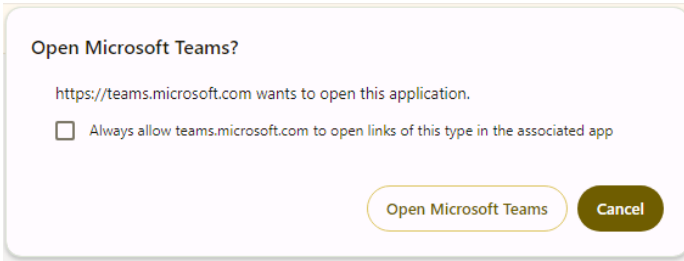 Open Microsoft Teams?
https://teams.microsoft.com wants to open this application.
Always allow teams.microsoft.com to open links of this type in the associated app
Open Microsoft Teams
Cancel